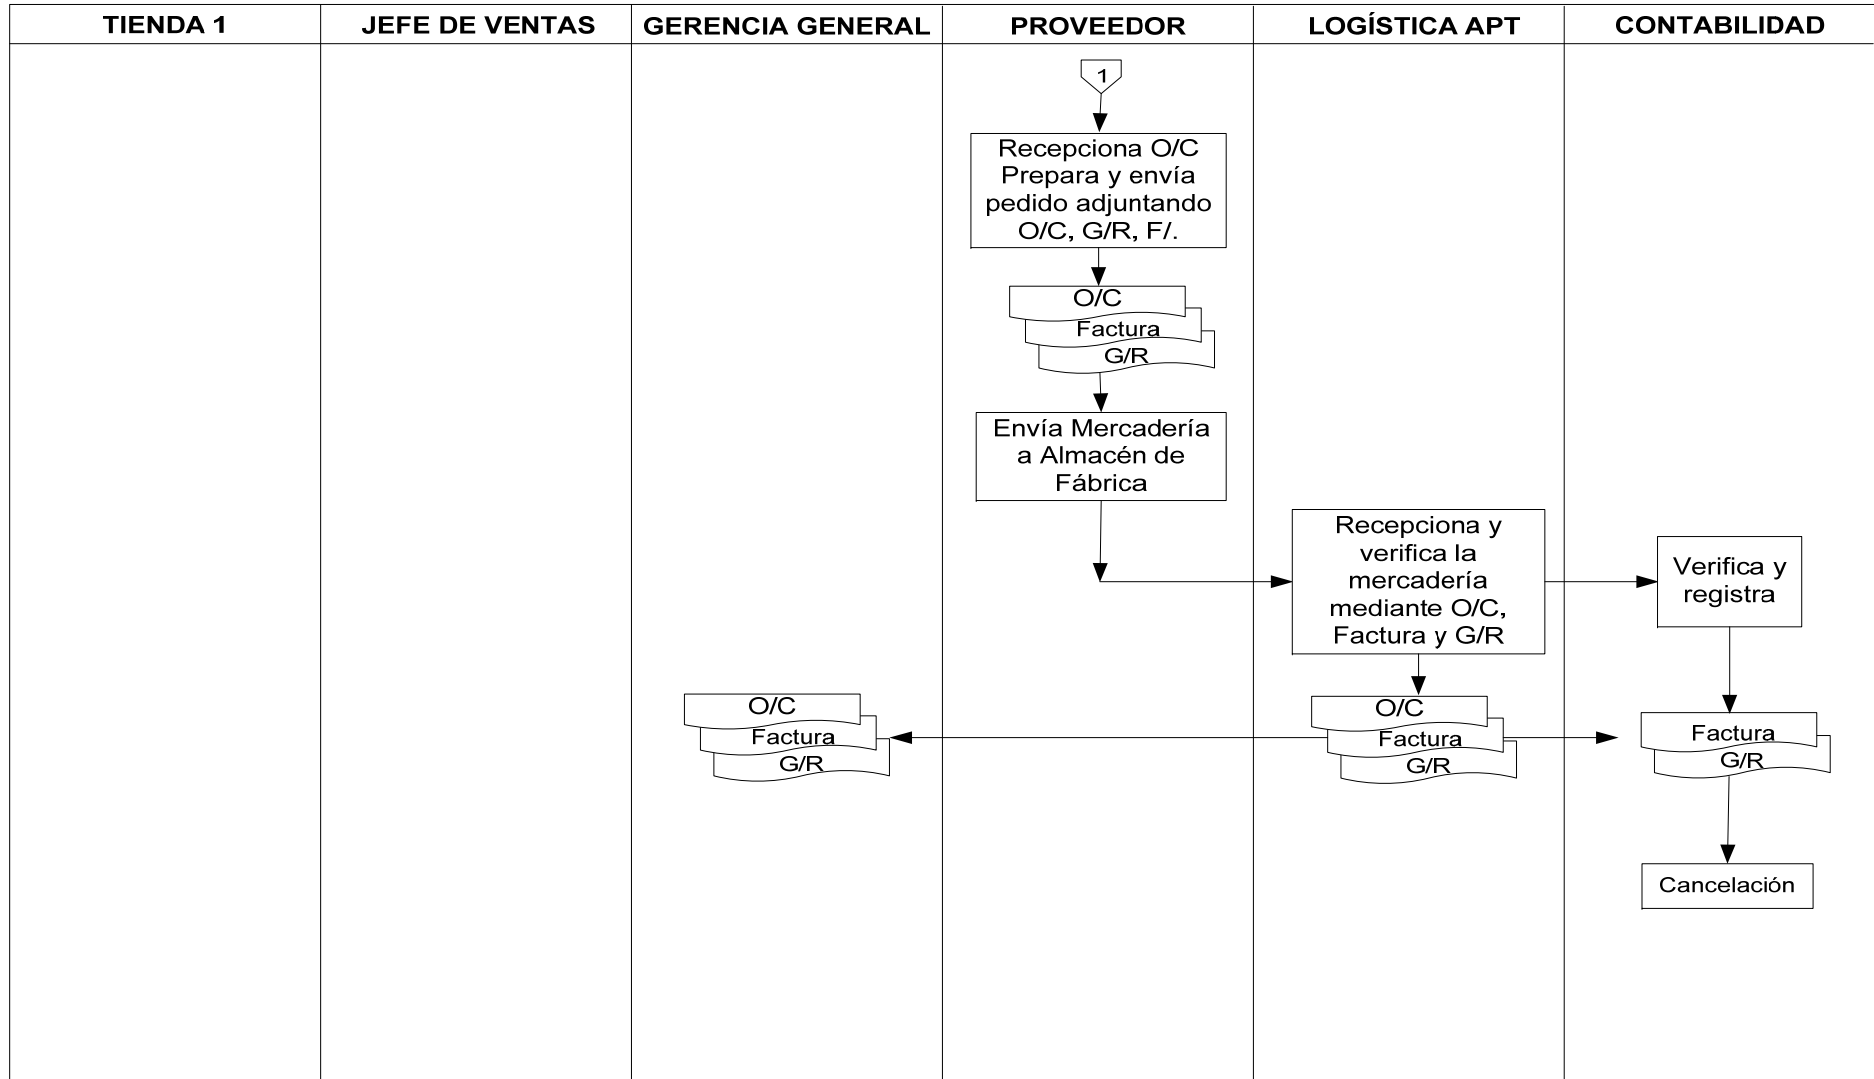 TIENDA 1
JEFE DE VENTAS
GERENCIA GENERAL
PROVEEDOR
LOGÍSTICA APT
CONTABILIDAD
1
Recepciona O/C
Prepara y envía
pedido adjuntando
O/C, G/R, F/.
O/C
Factura
G/R
Envía Mercadería
a Almacén de
Fábrica
Recepciona y
verifica la
mercadería
mediante O/C,
Factura y G/R
Verifica y
registra
O/C
Factura
G/R
O/C
Factura
G/R
Factura
G/R
Cancelación